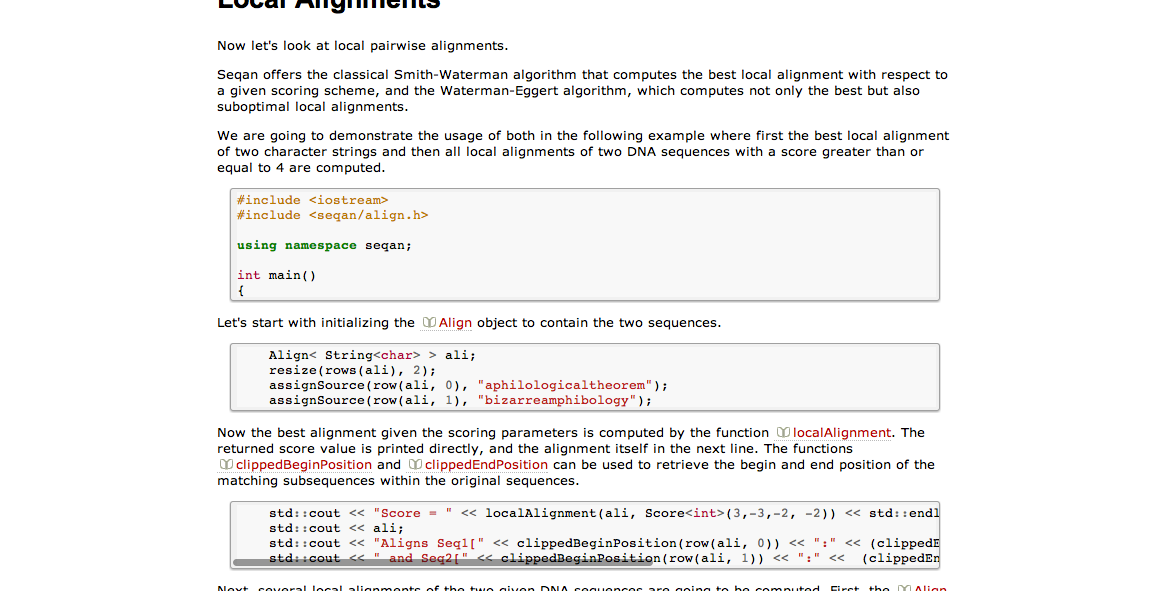 Local Alignments
Now let's look at local pairwise alignments.
Seqan offers the classical Smith-Waterman algorithm that computes the best local alignment with respect to
a given scoring scheme, and the Waterman-Eggert algorithm, which computes not only the best but also
suboptimal local alignments.
We are going to demonstrate the usage of both in the following example where first the best local alignment
of two character strings and then all local alignments of two DNA sequences with a score greater than or
equal to 4 are computed.
#include <iostream>
#include <seqan/align.h>
using namespace seqan;
int main()
{
Let's start with initializing the Align object to contain the two sequences.
Align< String<char> > ali;
resize(rows(ali), 2);
assignSource(row(ali, 0), "aphilologicaltheorem");
assignSource(row(ali, 1), "bizarreamphibology");
Now the best alignment given the scoring parameters is computed by the function localAlignment. The
returned score value is printed directly, and the alignment itself in the next line. The functions
clippedBeginPosition and clippedEndPosition can be used to retrieve the begin and end position of the
matching subsequences within the original sequences.
std::cout << "Score = " << localAlignment(ali, Score<int>(3,-3,-2, -2)) << std::endl
std::cout << ali;
std::cout << "Aligns Seq1[" << clippedBeginPosition(row(ali, 0)) << ":" << (clippedE
std::cout << " and Seq2[" << clippedBeginPosition(row(ali, 1)) << ":" << (clippedEn
Next, several local alignments of the two given DNA sequences are going to be computed. First, the Align